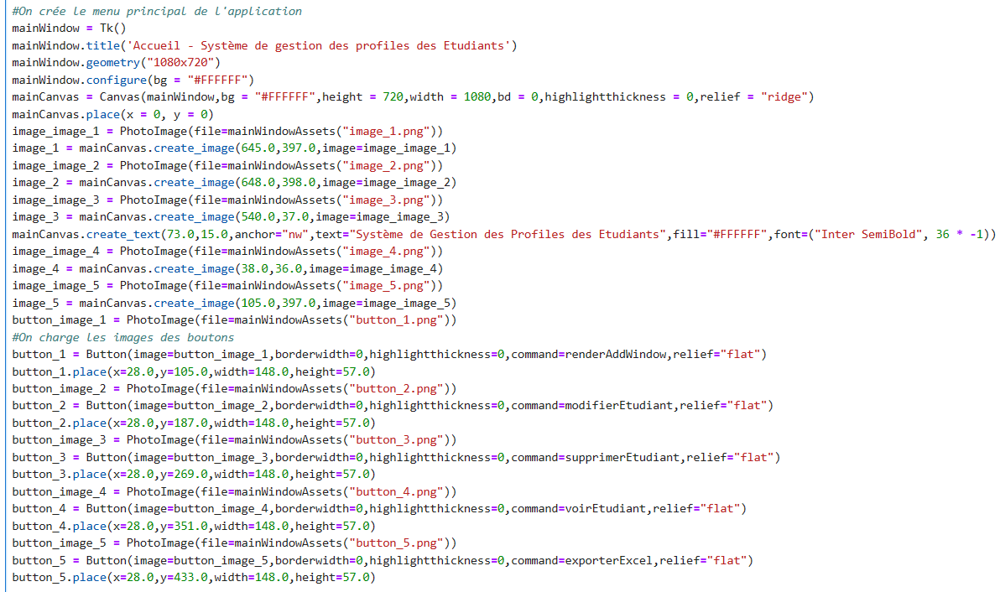 #On crée le menu principal de l'application
mainWindow = Tk()
mainWindow.title('Accueil - Système de gestion des profiles des Etudiants')
mainWindow.geometry("1080x720")
mainWindow.configure(bg = "#FFFFFF")
mainCanvas = Canvas(mainWindow,bg = "#FFFFFF",height = 720,width = 1080,bd = 0,highlightthickness = 0,relief = "ridge")
mainCanvas.place(x = 0, y = 0)
image_image_1 = PhotoImage(file=mainWindowAssets("image_1.png"))
image_1 = mainCanvas.create_image(645.0,397.0,image=image_image_1)
image_image_2 = PhotoImage(file=mainWindowAssets("image_2.png"))
image_2 = mainCanvas.create_image(648.0,398.0,image=image_image_2)
image_image_3 = PhotoImage(file=mainWindowAssets("image_3.png"))
image_3 = mainCanvas.create_image(540.0,37.0,image=image_image_3)
mainCanvas.create_text(73.0,15.0,anchor="nw",text="Système de Gestion des Profiles des Etudiants",fill="#FFFFFF",font=("Inter SemiBold", 36 * -1))
image_image_4 = PhotoImage(file=mainWindowAssets("image_4.png"))
image_4 = mainCanvas.create_image(38.0,36.0,image=image_image_4)
image_image_5 = PhotoImage(file=mainWindowAssets("image_5.png"))
image_5 = mainCanvas.create_image(105.0,397.0,image=image_image_5)
button_image_1 = PhotoImage(file=mainWindowAssets("button_1.png"))
#On charge les images des boutons
button_1 = Button(image=button_image_1,borderwidth=0,highlightthickness=0,command=renderAddWindow,relief="flat")
button_1.place(x=28.0,y=105.0,width=148.0,height=57.0)
button_image_2 = PhotoImage(file=mainWindowAssets("button_2.png"))
button_2 = Button(image=button_image_2,borderwidth=0,highlightthickness=0,command=modifierEtudiant,relief="flat")
button_2.place(x=28.0,y=187.0,width=148.0,height=57.0)
button_image_3 = PhotoImage(file=mainWindowAssets("button_3.png"))
button_3 = Button(image=button_image_3,borderwidth=0,highlightthickness=0,command=supprimerEtudiant,relief="flat")
button_3.place(x=28.0,y=269.0,width=148.0,height=57.0)
button_image_4 = PhotoImage(file=mainWindowAssets("button_4.png"))
button_4 = Button(image=button_image_4,borderwidth=0,highlightthickness=0,command=voirEtudiant,relief="flat")
button_4.place(x=28.0,y=351.0,width=148.0,height=57.0)
button_image_5 = PhotoImage(file=mainWindowAssets("button_5.png"))
button_5 = Button(image=button_image_5,borderwidth=0,highlightthickness=0,command=exporterExcel,relief="flat")
button_5.place(x=28.0,y=433.0,width=148.0,height=57.0)